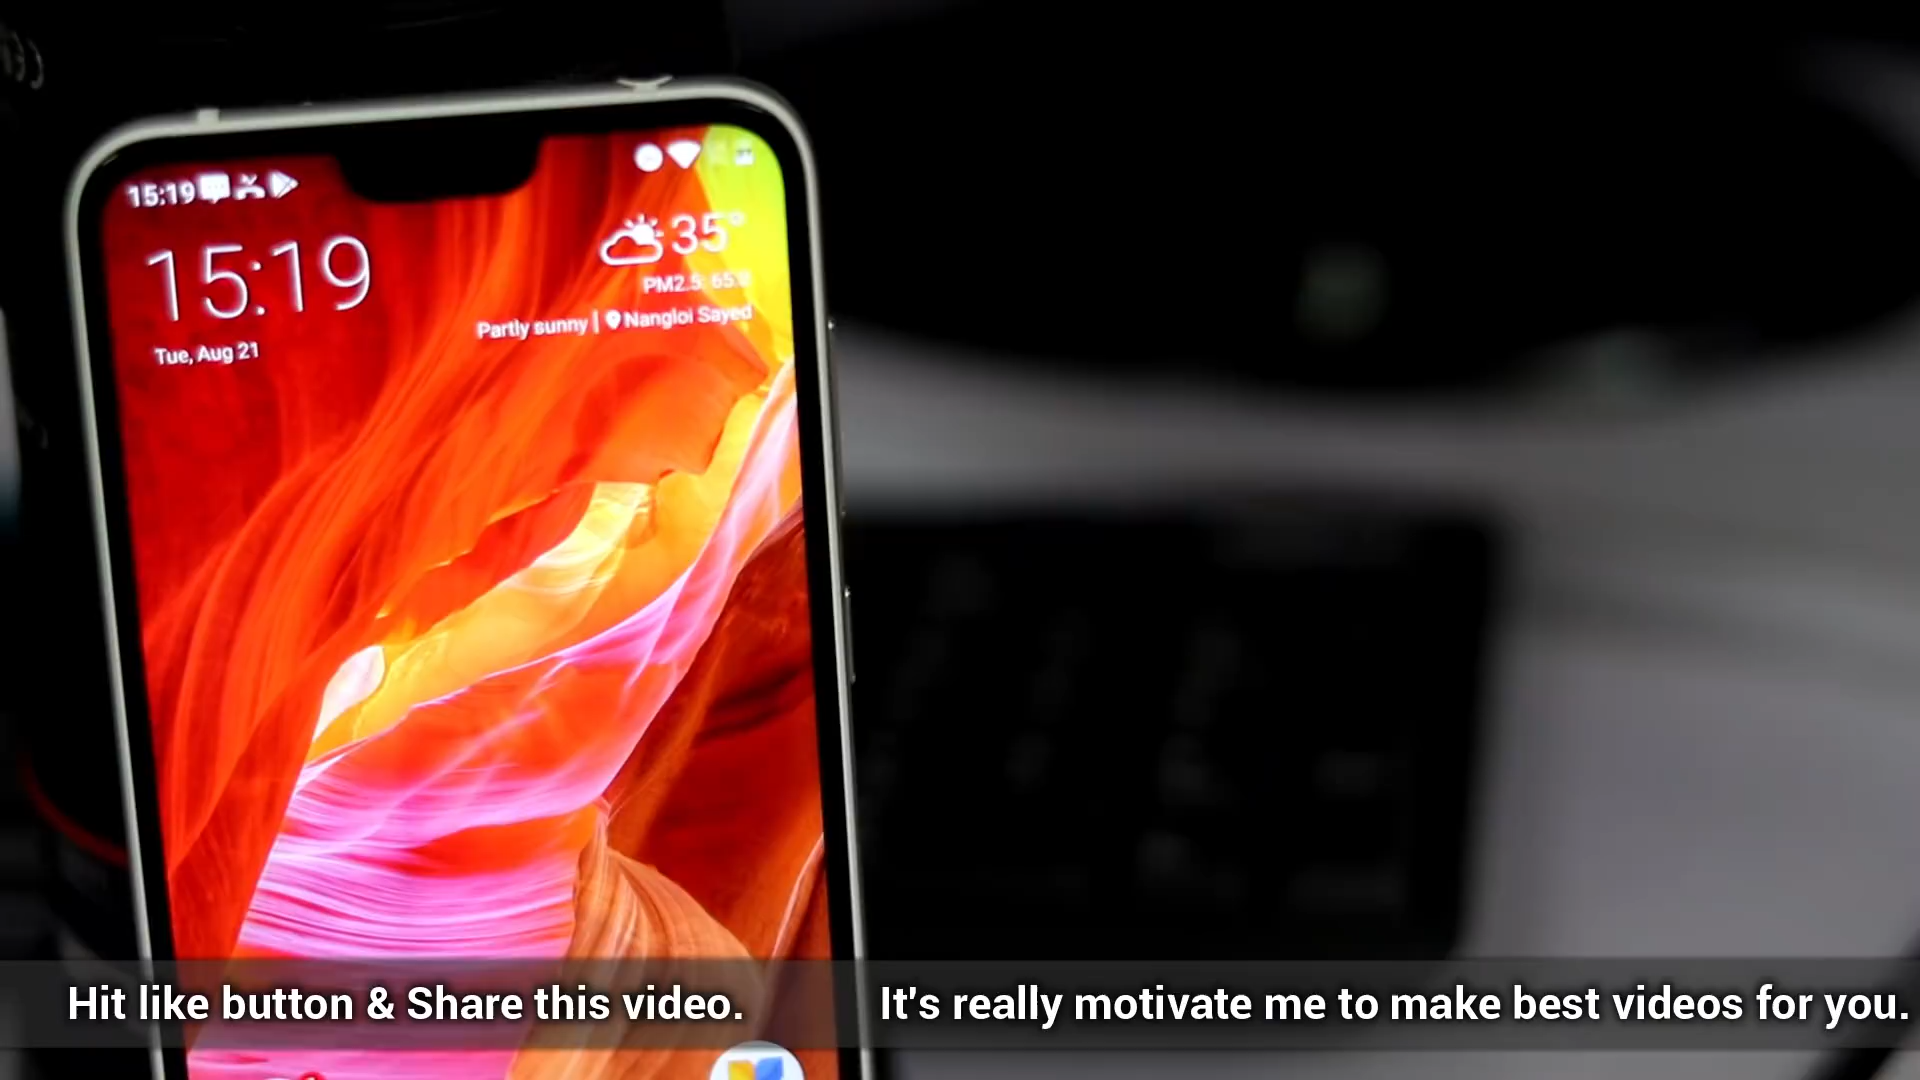 15:19
15:19
35°
PM2.5:
Partly sunny | Nangloi Sayed
Tue, Aug 21
Hit like button & Share this video. It's really motivate me to make best videos for you.